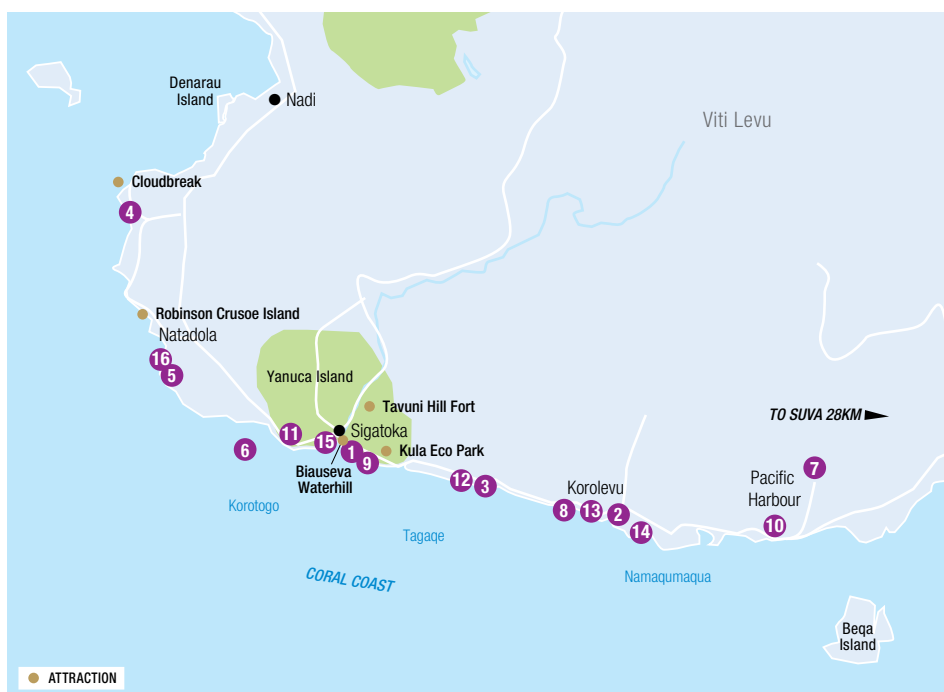 Denarau
Island
Nadi
Viti Levu
Cloudbreak
4
Robinson Crusoe Island
Natadola
16
5
Yanuca Island
Tavuni Hill Fort
TO SUVA 28KM
11
Sigatoka
15
1
Kula Eco Park
6
9
Biauseva
Waterhill
12
3
Korolevu
7
Pacific
Harbour
8
13
2
14
10
Korotogo
Tagaqe
CORAL COAST
Namaqumaqua
Beqa
Island
ATTRACTION